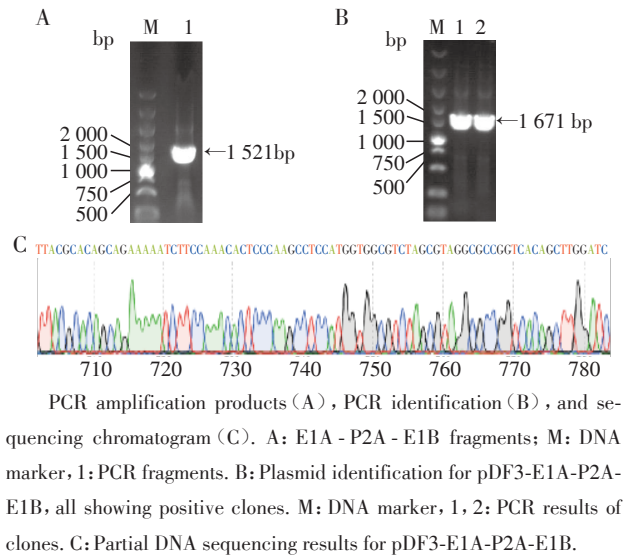 A
B
bp M 1
2 000
1 500
1 000
750
500
←1 521bp
bp M 1 2
2 000
1 500
1 000
750
500
←1 671 bp
C TTACGCACAGCAGAAAAATCTTCCAAACACTCCCAAGCCTCCATGGTGGCGTCTAGCGTAGGCGCCGGTCACAGCTTGGATC
710 720 730 740 750 760 770 780
PCR amplification products (A), PCR identification (B), and se-
quencing chromatogram (C). A: E1A - P2A - E1B fragments; M: DNA
marker, 1: PCR fragments. B: Plasmid identification for pDF3-E1A-P2A-
E1B, all showing positive clones. M: DNA marker, 1, 2: PCR results of
clones. C: Partial DNA sequencing results for pDF3-E1A-P2A-E1B.